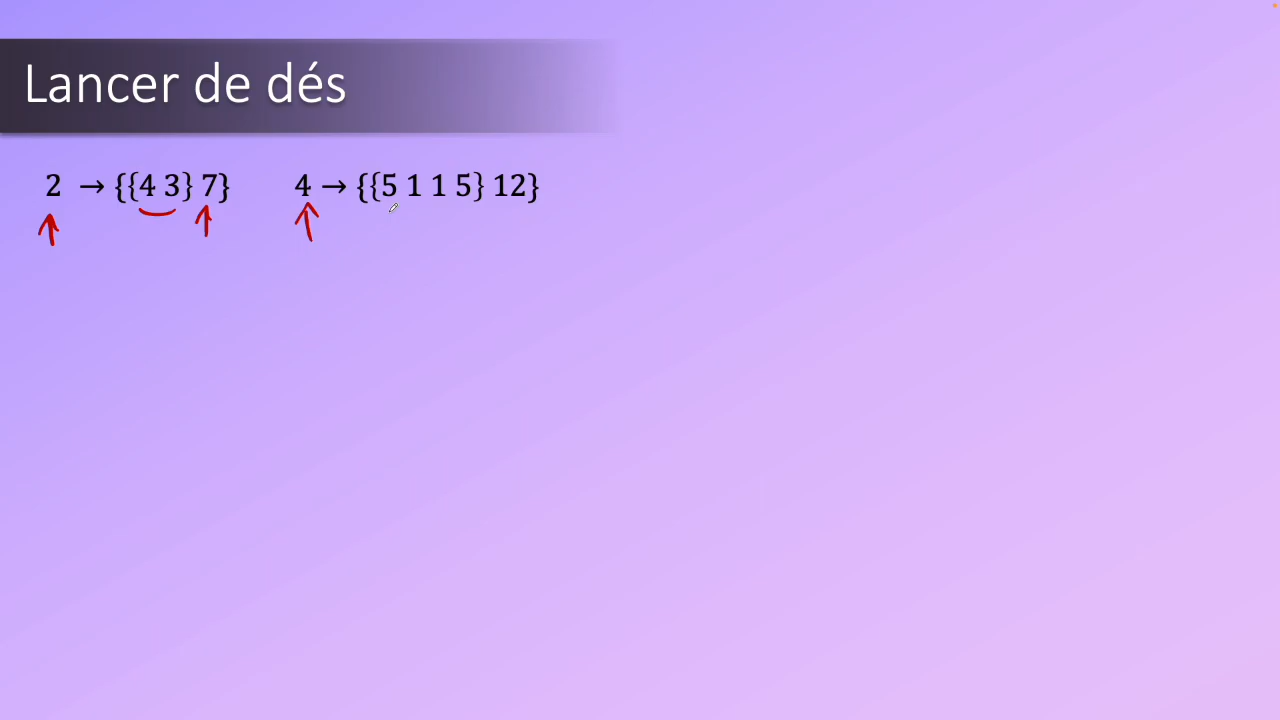 Lancer de dés
2 → {{4 3} 7} 4 → {{5 1 1 5} 12}